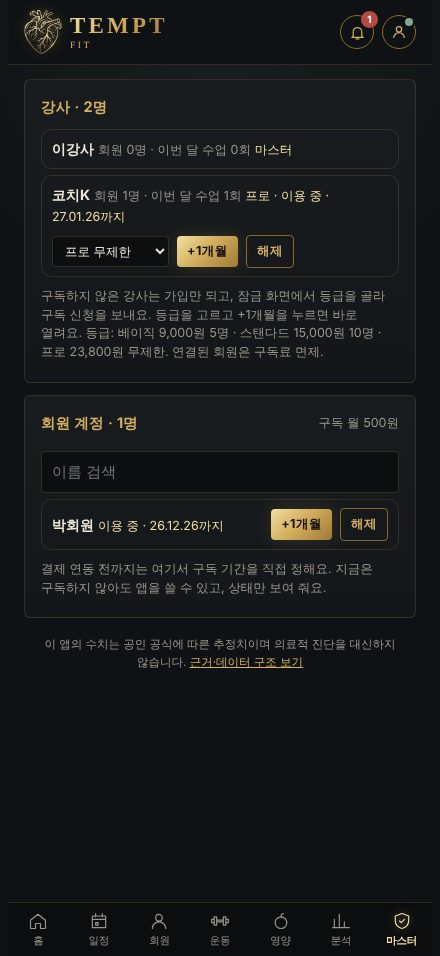 TEMPT
FIT
1
강사 · 2명
이강사 회원 0명 · 이번 달 수업 0회 마스터
코치K 회원 1명 · 이번 달 수업 1회 프로 · 이용 중 ·
27.01.26까지
프로 무제한
+1개월
해제
구독하지 않은 강사는 가입만 되고, 잠금 화면에서 등급을 골라
구독 신청을 보내요. 등급을 고르고 +1개월을 누르면 바로
열려요. 등급: 베이직 9,000원 5명 · 스탠다드 15,000원 10명 ·
프로 23,800원 무제한. 연결된 회원은 구독료 면제.
회원 계정 · 1명
구독 월 500원
이름 검색
박회원 이용 중 · 26.12.26까지
+1개월
해제
결제 연동 전까지는 여기서 구독 기간을 직접 정해요. 지금은
구독하지 않아도 앱을 쓸 수 있고, 상태만 보여 줘요.
이 앱의 수치는 공인 공식에 따른 추정치이며 의료적 진단을 대신하지
않습니다. 근거·데이터 구조 보기
홈
일정
회원
운동
영양
분석
마스터